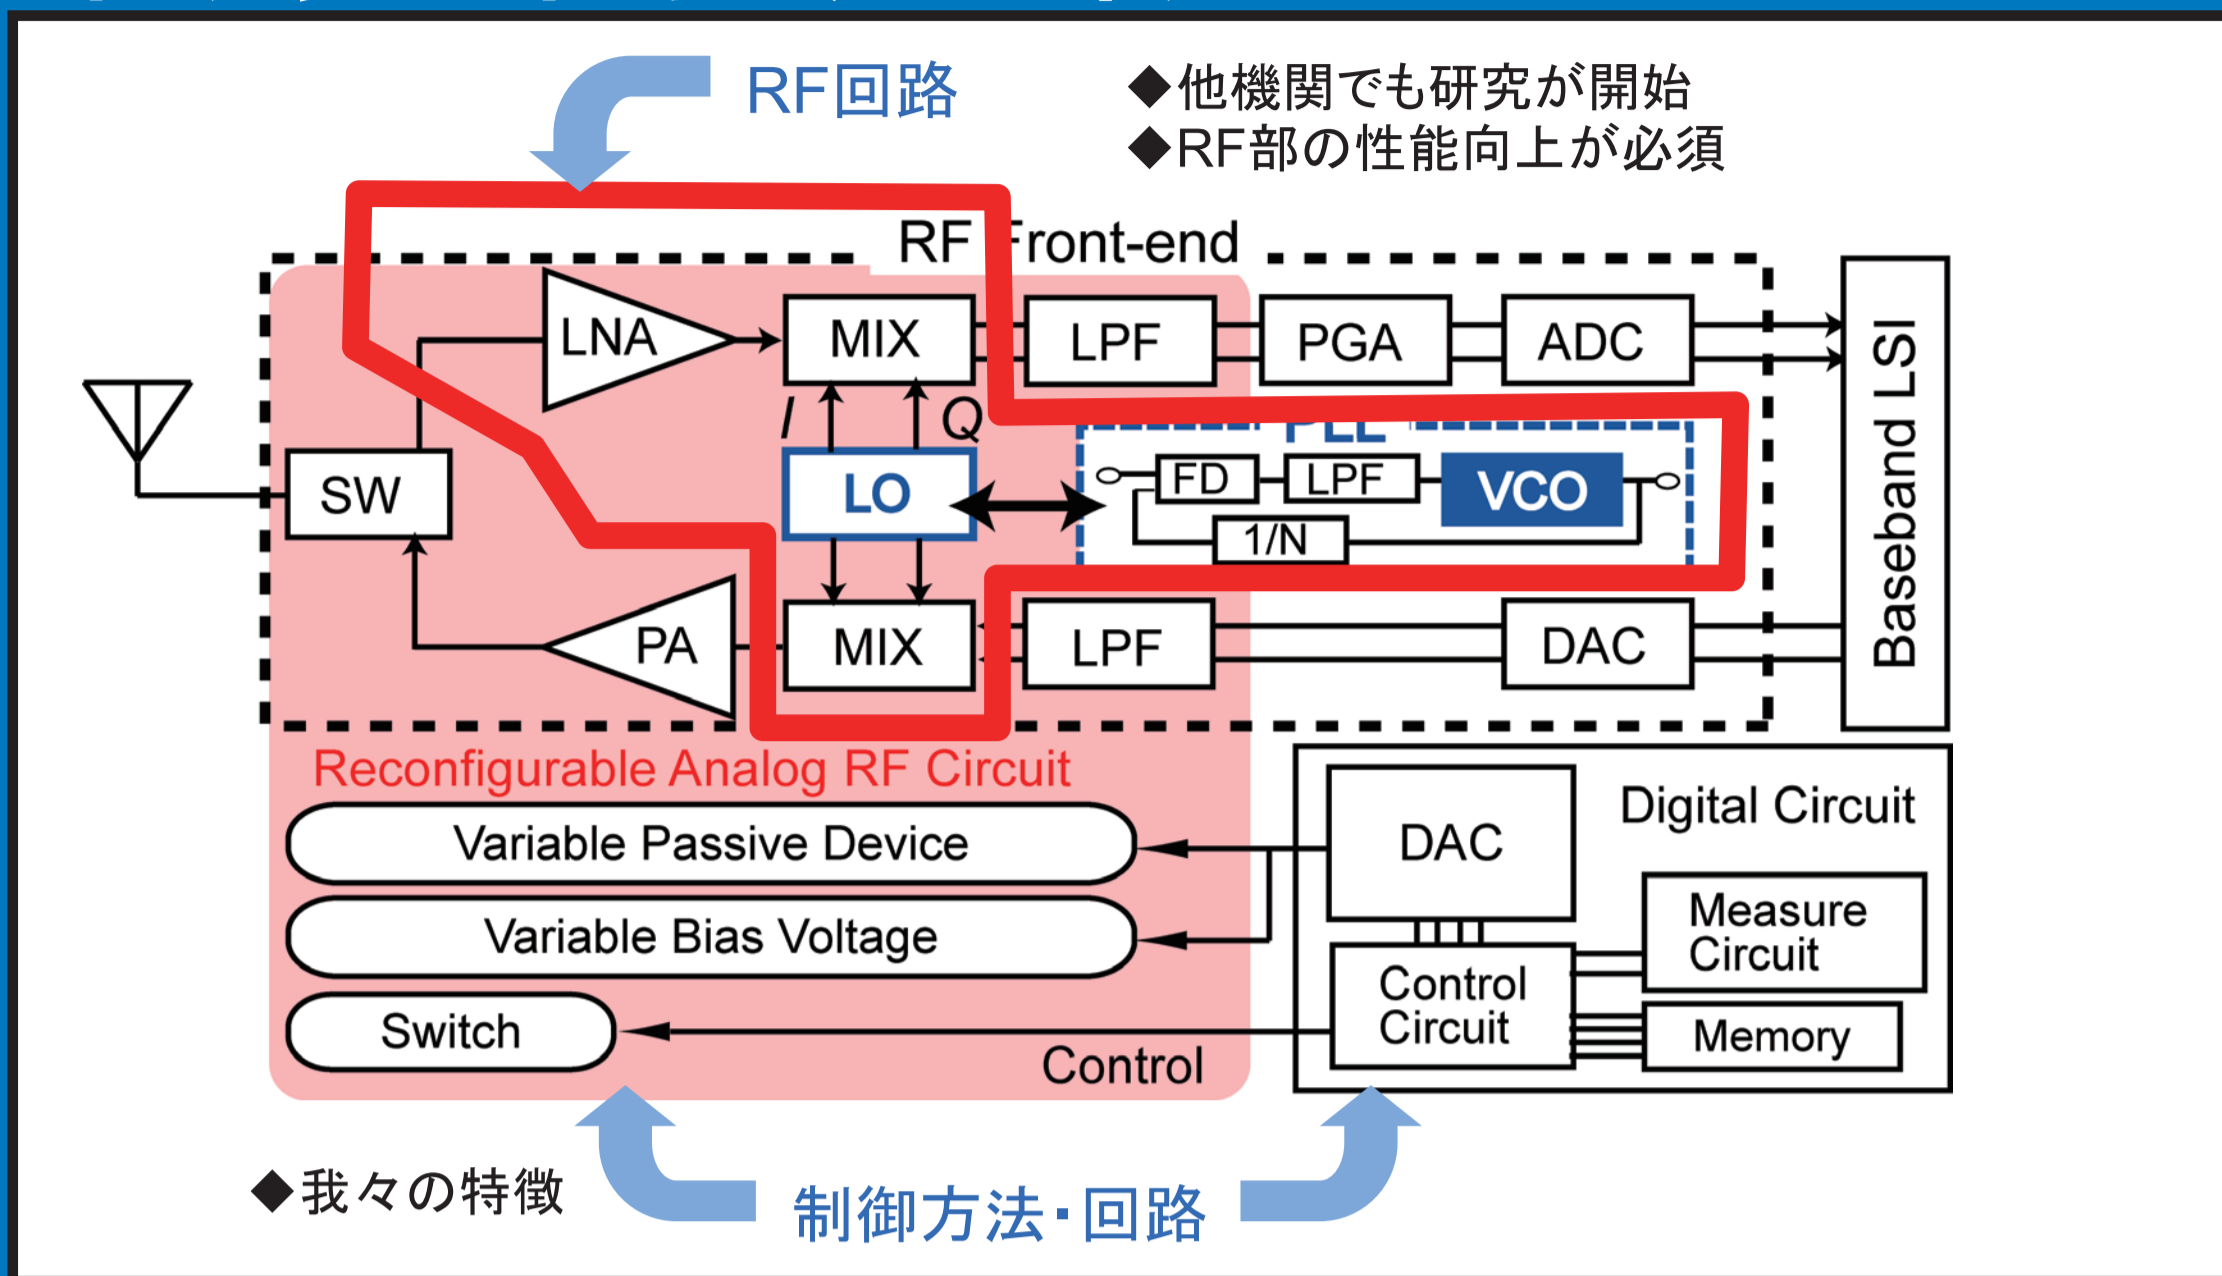 RF回路
◆他機関でも研究が開始
◆RF部の性能向上が必須
RF Front-end
LNA
MIX
LPF
PGA
ADC
I
Q
Baseband LSI
SW
LO
PLL
FD
LPF
VCO
1/N
PA
MIX
LPF
DAC
Reconfigurable Analog RF Circuit
Variable Passive Device
Variable Bias Voltage
Switch
Control
DAC
Digital Circuit
Measure
Circuit
Control
Circuit
Memory
◆我々の特徴
制御方法・回路